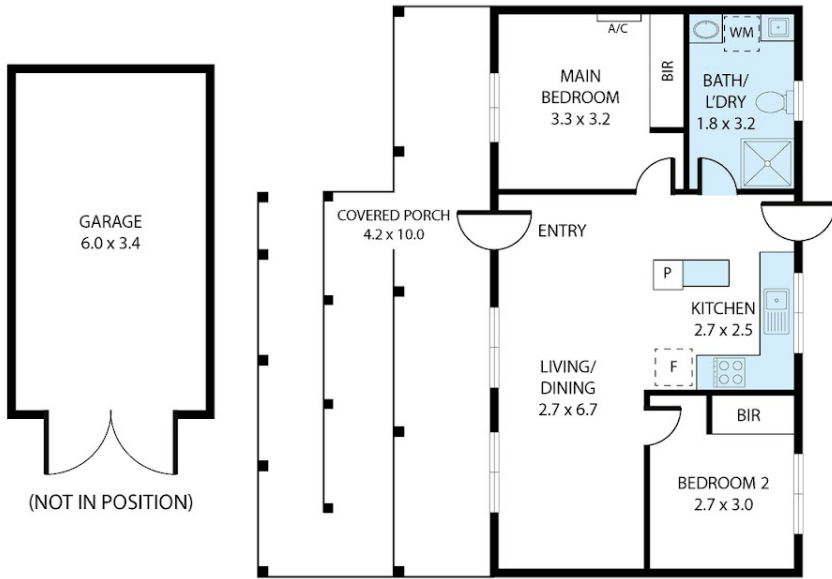 A/C
MAIN
BEDROOM
3.3 x 3.2
BIR
WM
BATH/
L'DRY
1.8 x 3.2
GARAGE
6.0 x 3.4
COVERED PORCH
4.2 x 10.0
ENTRY
P
KITCHEN
2.7 x 2.5
LIVING/
DINING
2.7 x 6.7
F
BIR
BEDROOM 2
2.7 x 3.0
(NOT IN POSITION)